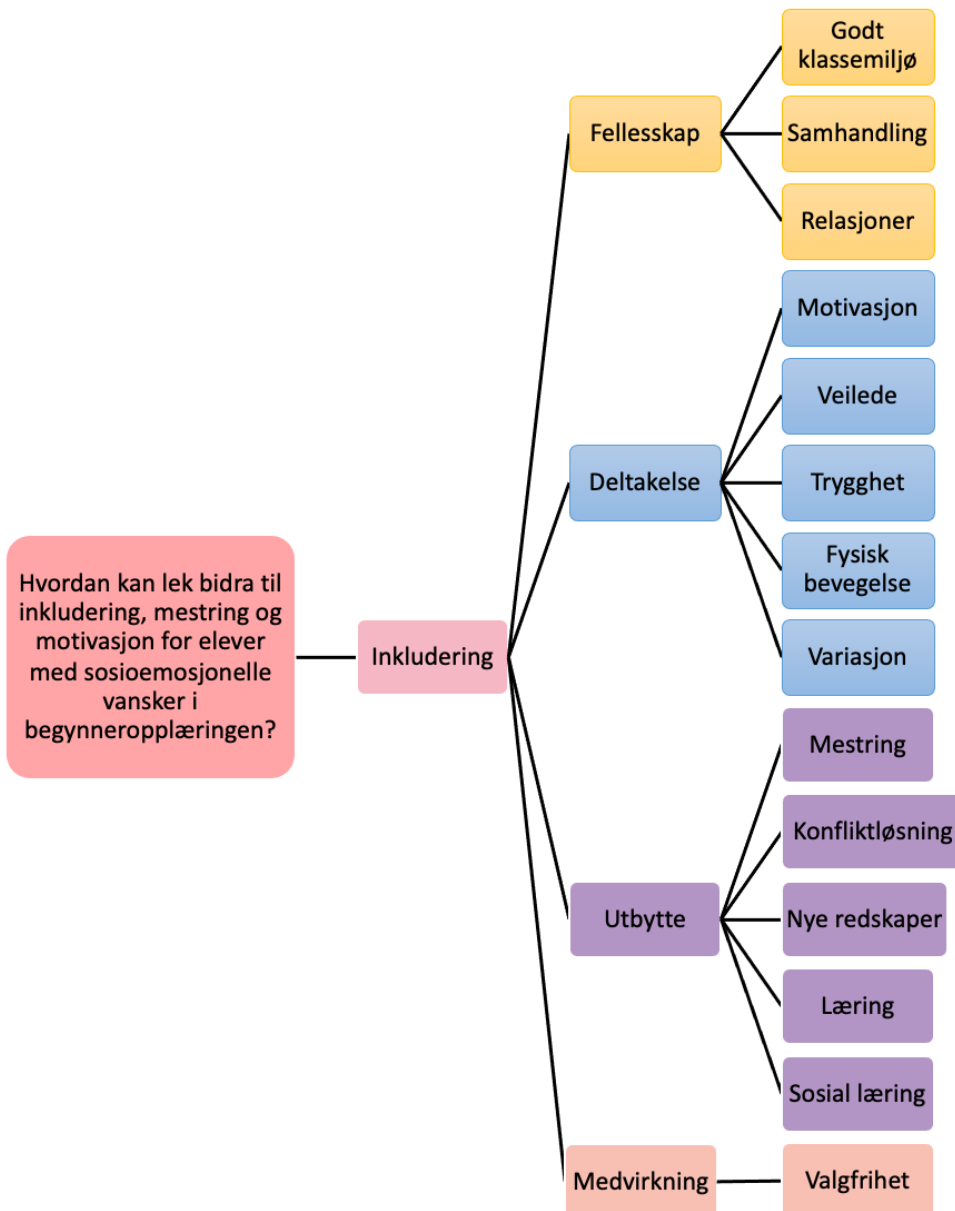 Hvordan kan lek bidra til
inkludering, mestring og
motivasjon for elever
med sosioemosjonelle
vansker i
begynneropplæringen?
Inkludering
Fellesskap
Godt
klassemiljø
Samhandling
Relasjoner
Deltakelse
Motivasjon
Veilede
Trygghet
Fysisk
bevegelse
Variasjon
Utbytte
Mestring
Konfliktløsning
Nye redskaper
Læring
Sosial læring
Medvirkning
Valgfrihet